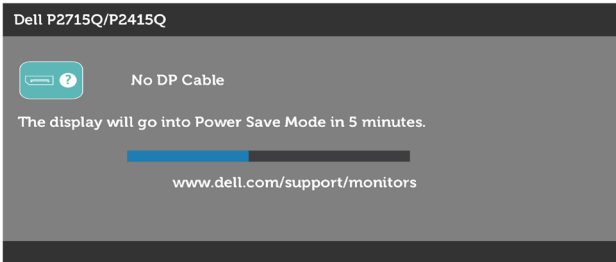 Dell P2715Q/P2415Q
?
No DP Cable
The display will go into Power Save Mode in 5 minutes.
www.dell.com/support/monitors